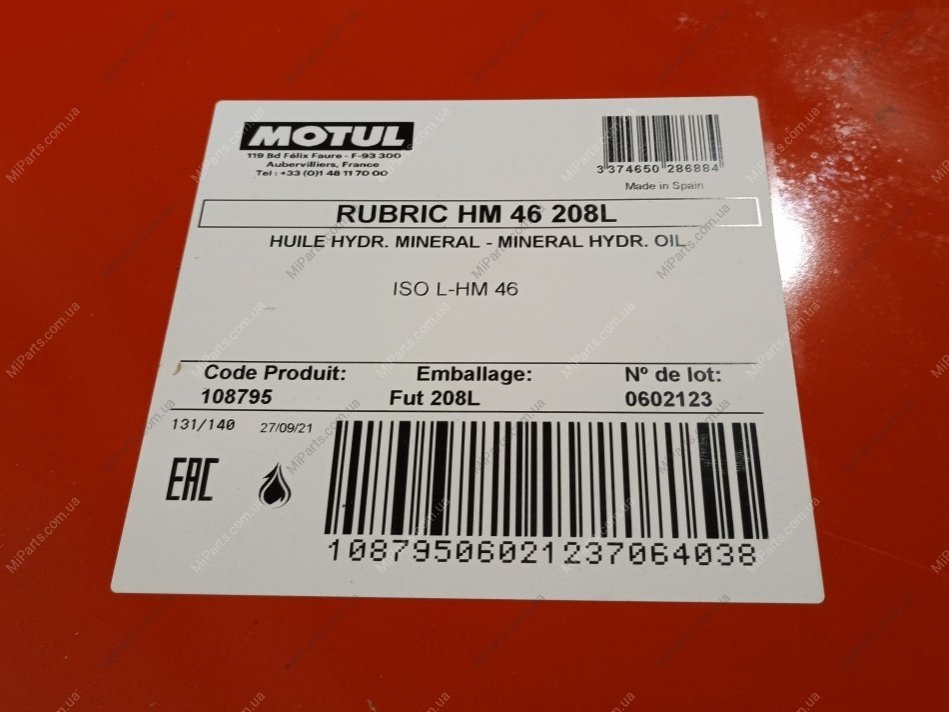 MOTUL
119 Bd Félix Faure - F-93 300
Aubervilliers, France
Tel : +33 (0)1 48 11 70 00
3 374650 286884
Made in Spain
RUBRIC HM 46 208L
HUILE HYDR. MINERAL - MINERAL HYDR. OIL
ISO L-HM 46
Code Produit: Emballage: Nº de lot:
108795 Fut 208L 0602123
131/140 27/09/21
EAC
10879506021237064038
MiParts.com.ua